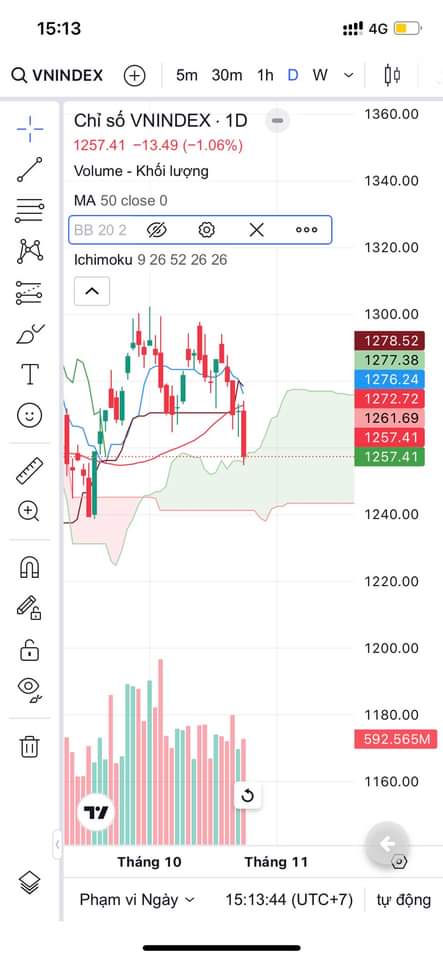 15:13
4G
VNINDEX
5m 30m 1h D W
Chỉ số VNINDEX · 1D
1257.41 −13.49 (−1.06%)
Volume - Khối lượng
MA 50 close 0
BB 20 2
Ichimoku 9 26 52 26 26
1360.00
1340.00
1320.00
1300.00
1278.52
1277.38
1276.24
1272.72
1261.69
1257.41
1257.41
1240.00
1220.00
1200.00
1180.00
592.565M
1160.00
Tháng 10
Tháng 11
Phạm vi Ngày
15:13:44 (UTC+7)
tự động